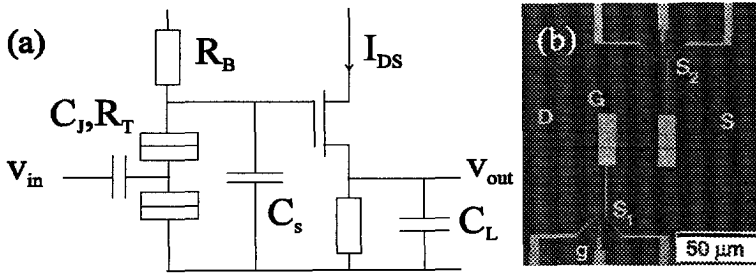 (a)
R_B
I_DS
C_J,R_T
V_in
C_s
V_out
C_L
(b)
S_2
D
G
S
S_1
g
50 µm